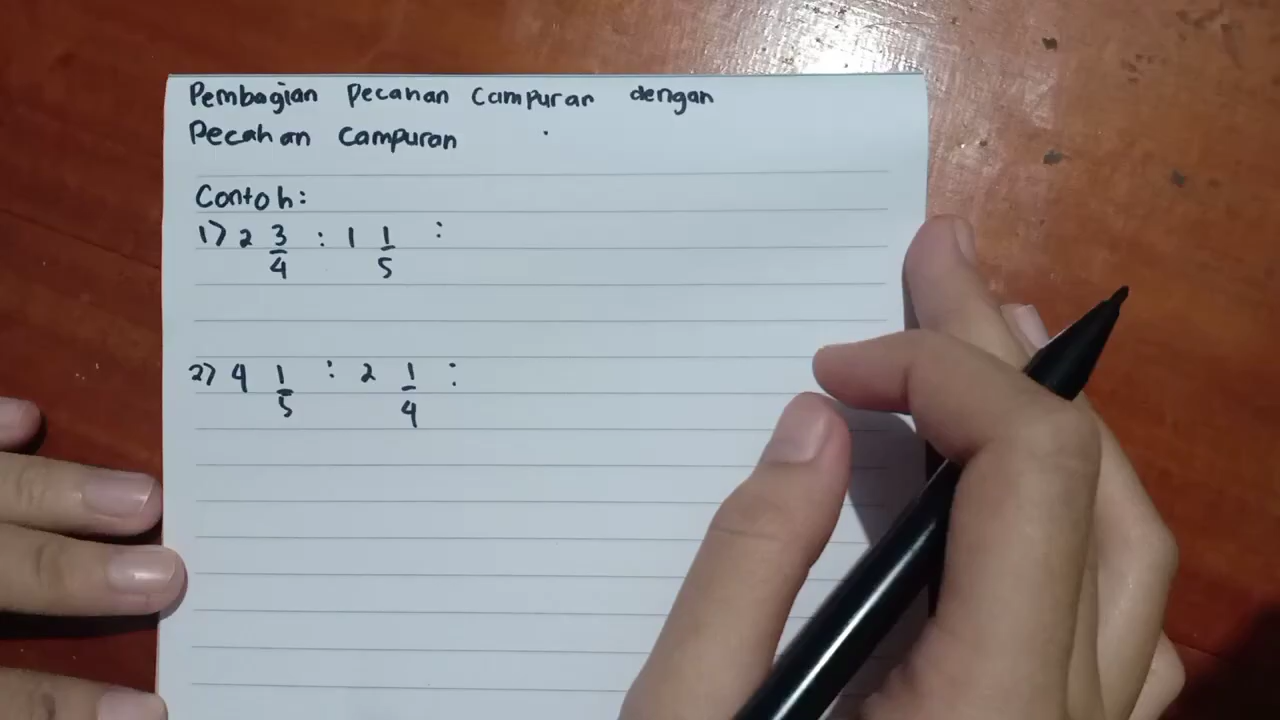 Pembagian Pecahan Campuran dengan
Pecahan Campuran
Contoh:
1) 2 3/4 : 1 1/5 :
2) 4 1/5 : 2 1/4 :